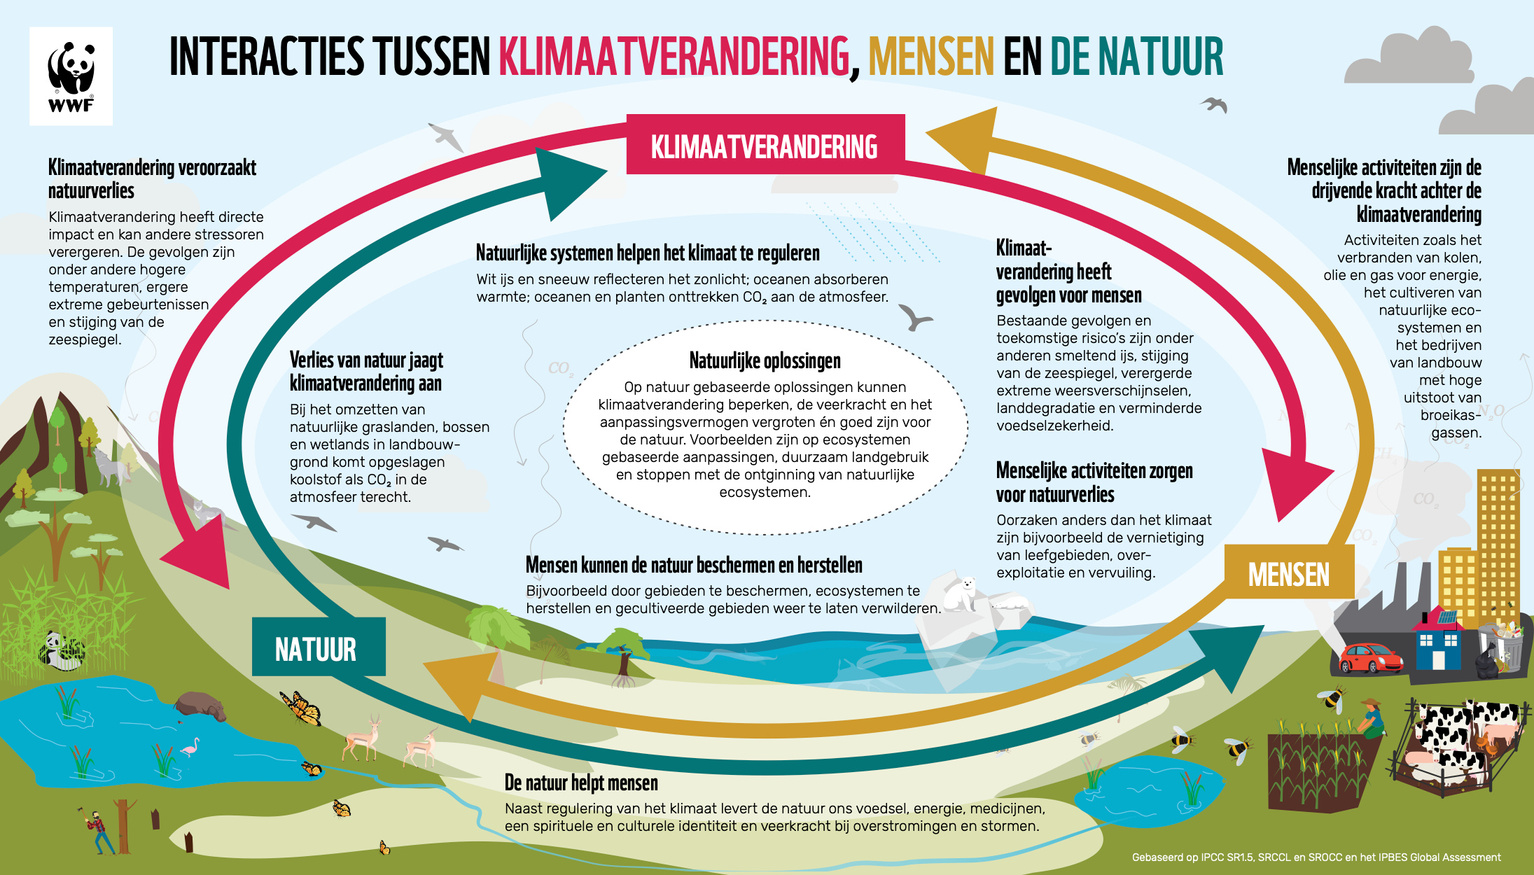 INTERACTIES TUSSEN KLIMAATVERANDERING, MENSEN EN DE NATUUR
WWF
KLIMAATVERANDERING
Klimaatverandering veroorzaakt
natuurverlies
Klimaatverandering heeft directe
impact en kan andere stressoren
verergeren. De gevolgen zijn
onder andere hogere
temperaturen, ergere
extreme gebeurtenissen
en stijging van de
zeespiegel.
Menselijke activiteiten zijn de
drijvende kracht achter de
klimaatverandering
Activiteiten zoals het
verbranden van kolen,
olie en gas voor energie,
het cultiveren van
natuurlijke eco-
systemen en
het bedrijven
van landbouw
met hoge
uitstoot van
broeikas-
gassen.
Natuurlijke systemen helpen het klimaat te reguleren
Wit ijs en sneeuw reflecteren het zonlicht; oceanen absorberen
warmte; oceanen en planten onttrekken CO₂ aan de atmosfeer.
Klimaat-
verandering heeft
gevolgen voor mensen
Bestaande gevolgen en
toekomstige risico's zijn onder
anderen smeltend ijs, stijging
van de zeespiegel, verergerde
extreme weersverschijnselen,
landdegradatie en verminderde
voedselzekerheid.
Verlies van natuur jaagt
klimaatverandering aan
Bij het omzetten van
natuurlijke graslanden, bossen
en wetlands in landbouw-
grond komt opgeslagen
koolstof als CO₂ in de
atmosfeer terecht.
CO₂
Natuurlijke oplossingen
Op natuur gebaseerde oplossingen kunnen
klimaatverandering beperken, de veerkracht en het
aanpassingsvermogen vergroten én goed zijn voor
de natuur. Voorbeelden zijn op ecosystemen
gebaseerde aanpassingen, duurzaam landgebruik
en stoppen met de ontginning van natuurlijke
ecosystemen.
Menselijke activiteiten zorgen
voor natuurverlies
Oorzaken anders dan het klimaat
zijn bijvoorbeeld de vernietiging
van leefgebieden, over-
exploitatie en vervuiling.
N₂O
CO₂
CO₂
Mensen kunnen de natuur beschermen en herstellen
Bijvoorbeeld door gebieden te beschermen, ecosystemen te
herstellen en gecultiveerde gebieden weer te laten verwilderen.
MENSEN
NATUUR
De natuur helpt mensen
Naast regulering van het klimaat levert de natuur ons voedsel, energie, medicijnen,
een spirituele en culturele identiteit en veerkracht bij overstromingen en stormen.
Gebaseerd op IPCC SR1.5, SRCCL en SROCC en het IPBES Global Assessment